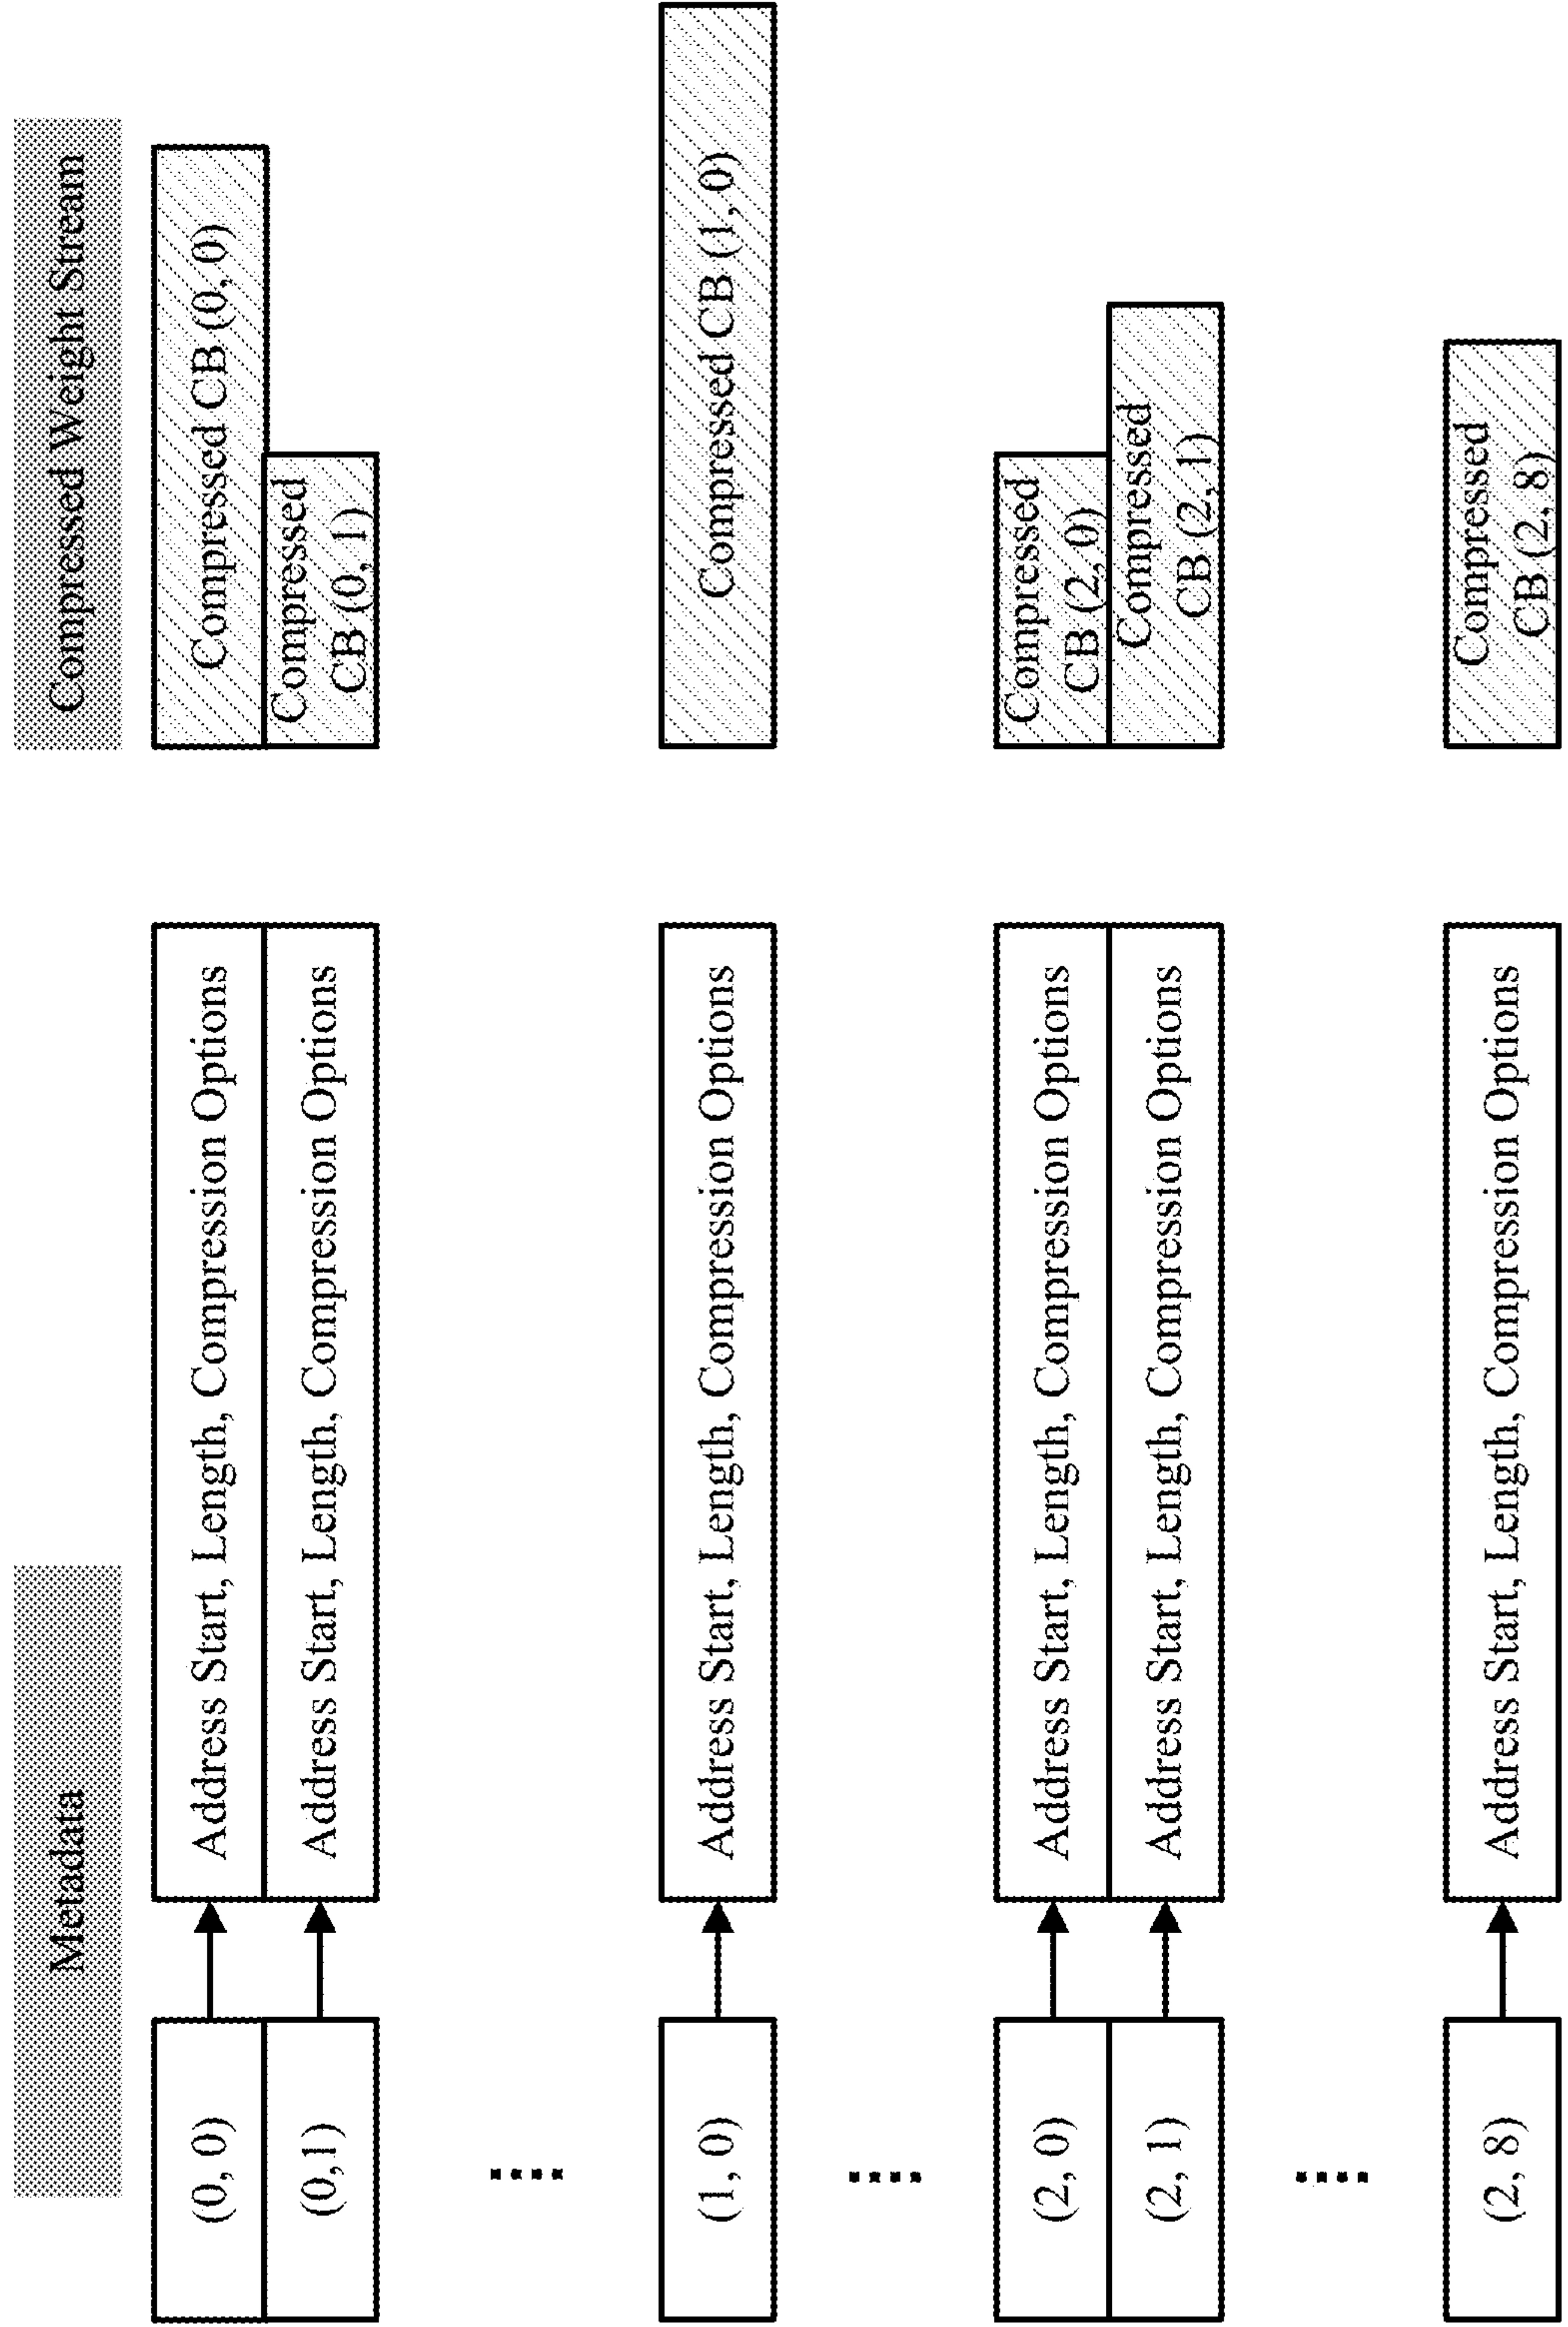 Metadata
Compressed Weight Stream
(0, 0)
Address Start, Length, Compression Options
Compressed CB (0, 0)
(0,1)
Address Start, Length, Compression Options
Compressed
CB (0, 1)
....
(1, 0)
Address Start, Length, Compression Options
Compressed CB (1, 0)
....
(2, 0)
Address Start, Length, Compression Options
Compressed
CB (2, 0)
(2, 1)
Address Start, Length, Compression Options
Compressed
CB (2, 1)
....
(2, 8)
Address Start, Length, Compression Options
Compressed
CB (2, 8)